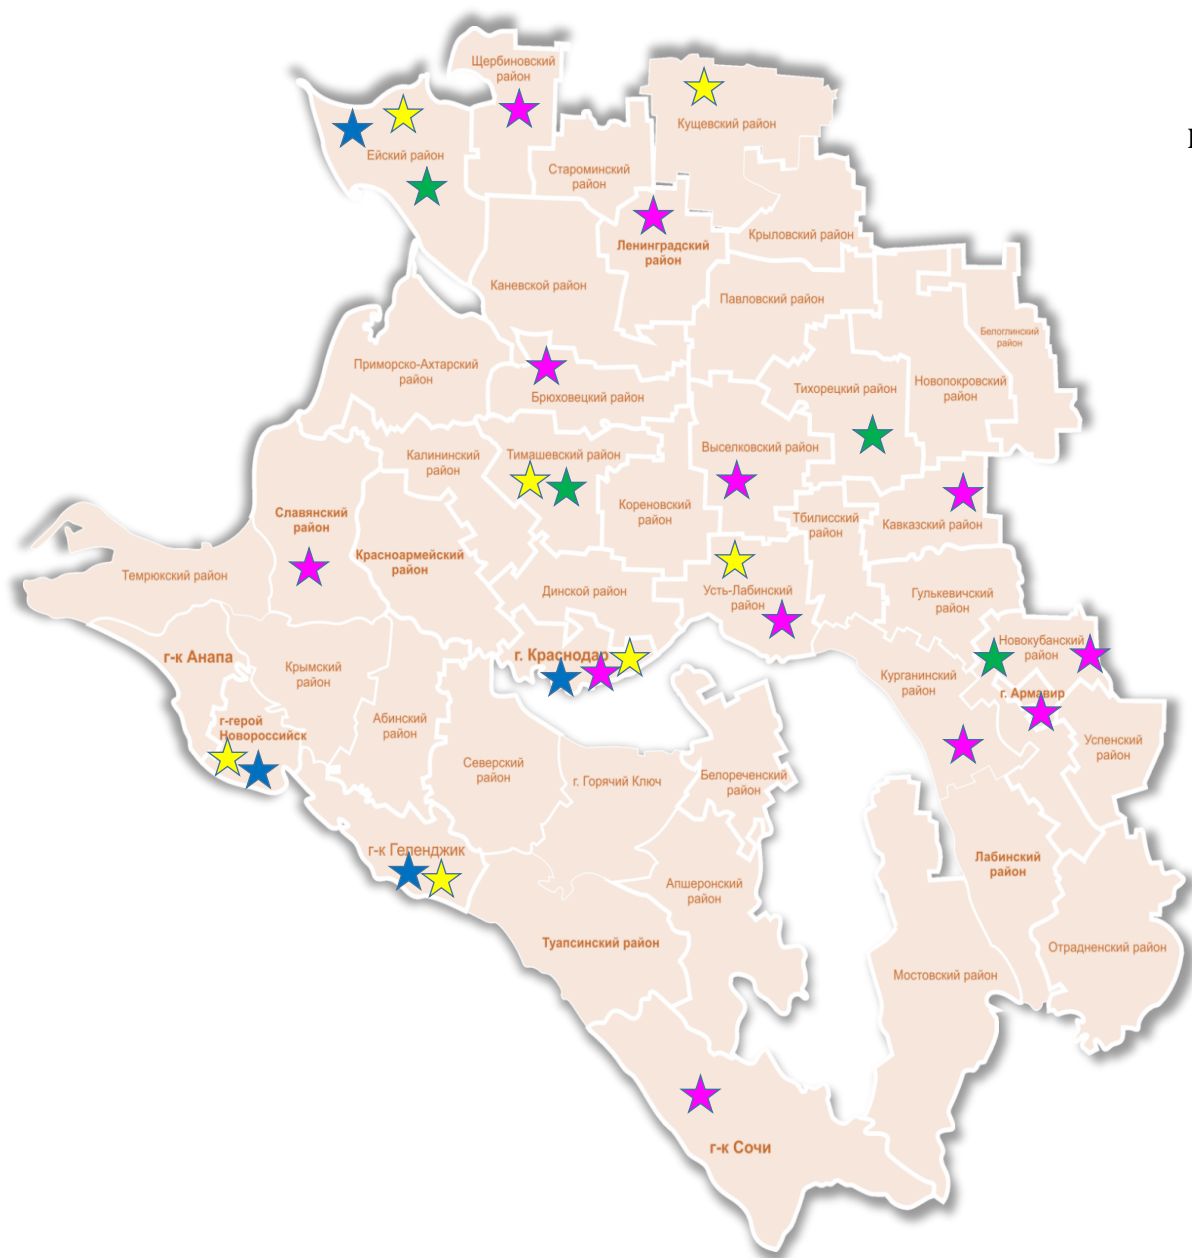 Щербиновский
район
Кущевский район
Ейский район
Староминский
район
Крыловский район
Ленинградский
район
Каневской район
Павловский район
Белоглинский
район
Приморско-Ахтарский
район
Брюховецкий район
Тихорецкий район
Новопокровский
район
Калининский
район
Тимашевский район
Выселковский район
Кореновский
район
Тбилисский
район
Кавказский район
Славянский
район
Красноармейский
район
Темрюкский район
Динской район
Усть-Лабинский
район
Гулькевичский
район
г-к Анапа
Крымский
район
г. Краснодар
Курганинский
район
Новокубанский
район
г. Армавир
г-герой
Новороссийск
Абинский
район
Северский
район
г. Горячий Ключ
Белореченский
район
Успенский
район
г-к Геленджик
Апшеронский
район
Лабинский
район
Туапсинский район
Мостовский район
Отрадненский район
г-к Сочи